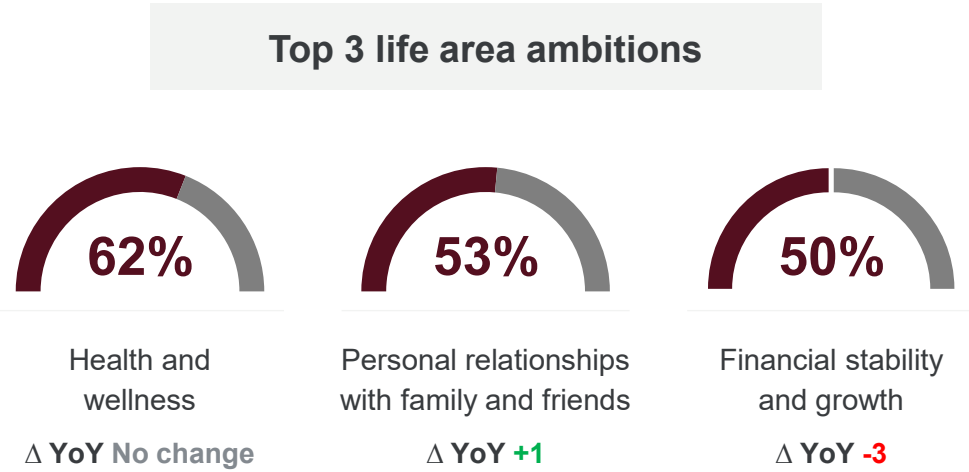 Top 3 life area ambitions
62%
53%
50%
Health and
wellness
Personal relationships
with family and friends
Financial stability
and growth
Δ YoY No change
Δ YoY +1
Δ YoY -3